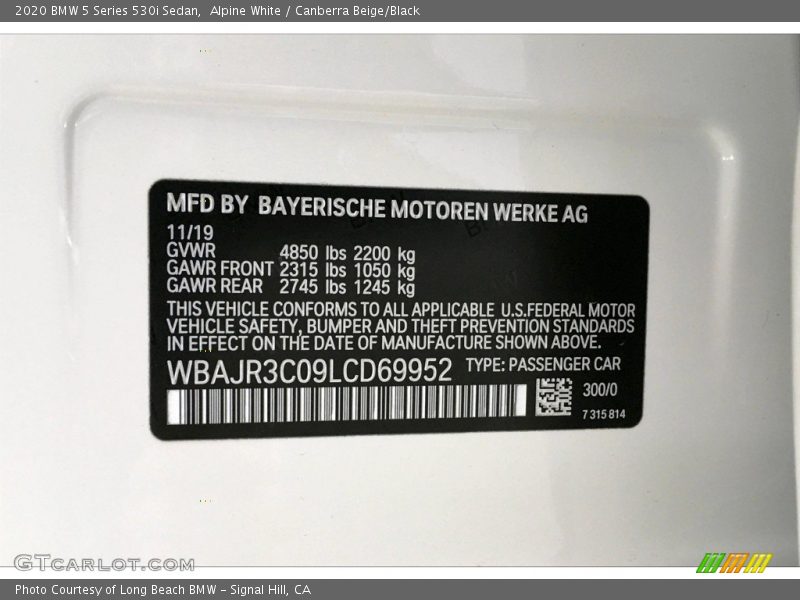 2020 BMW 5 Series 530i Sedan,  Alpine White / Canberra Beige/Black
MFD BY BAYERISCHE MOTOREN WERKE AG
11/19
GVWR 4850 lbs 2200 kg
GAWR FRONT 2315 lbs 1050 kg
GAWR REAR 2745 lbs 1245 kg
THIS VEHICLE CONFORMS TO ALL APPLICABLE U.S.FEDERAL MOTOR
VEHICLE SAFETY, BUMPER AND THEFT PREVENTION STANDARDS
IN EFFECT ON THE DATE OF MANUFACTURE SHOWN ABOVE.
WBAJR3C09LCD69952 TYPE: PASSENGER CAR
300/0
7 315 814
GTCARLOT.COM
Photo Courtesy of Long Beach BMW - Signal Hill, CA